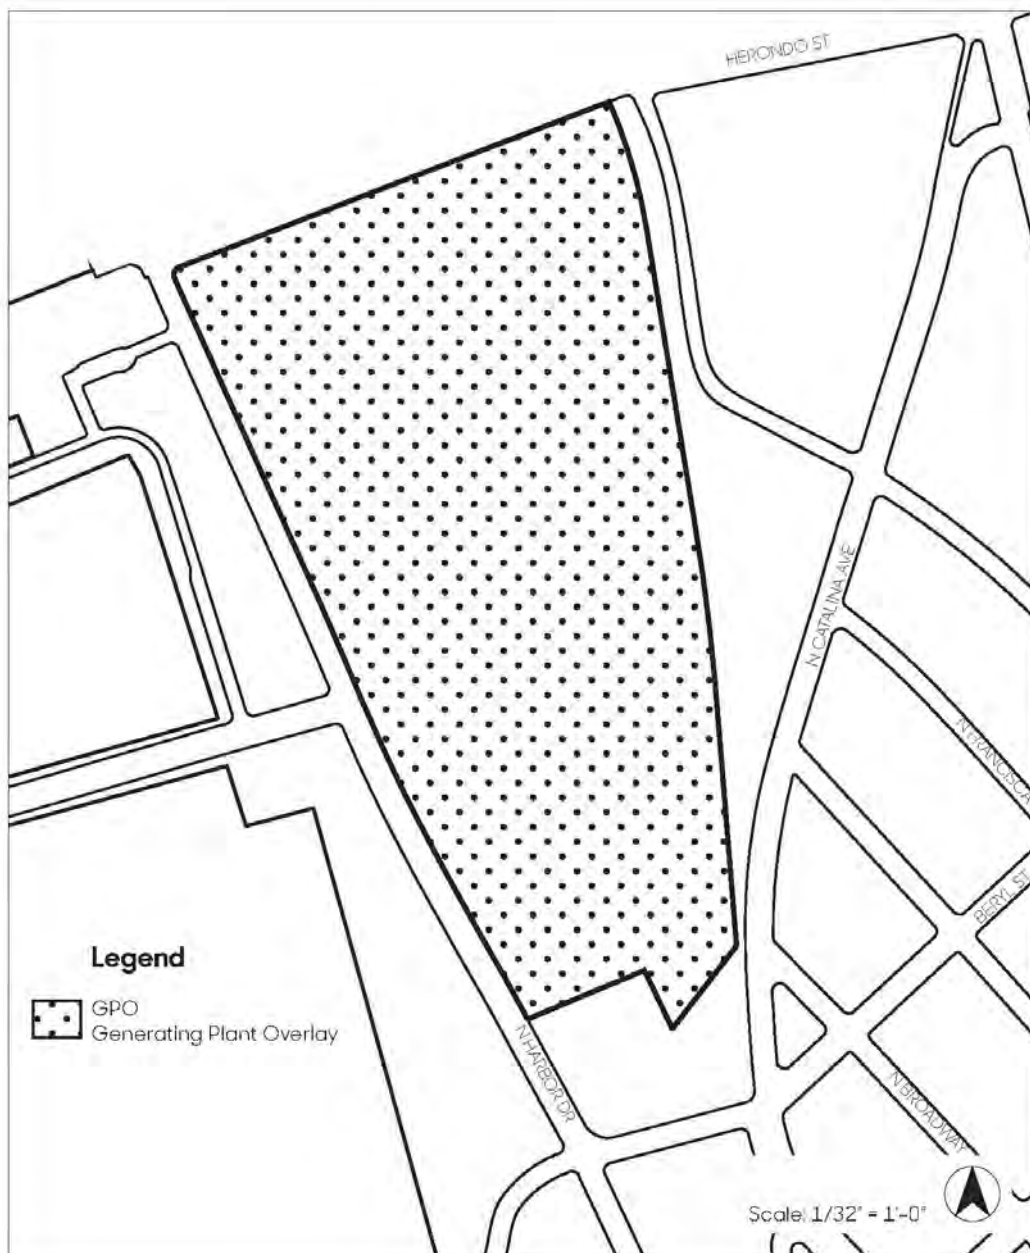 HERONDO ST
N CATALINA AVE
N FRANCISCA
BERYL ST
Legend
GPO
Generating Plant Overlay
N HARBOR DR
N BROADWAY
Scale: 1/32" = 1'-0"